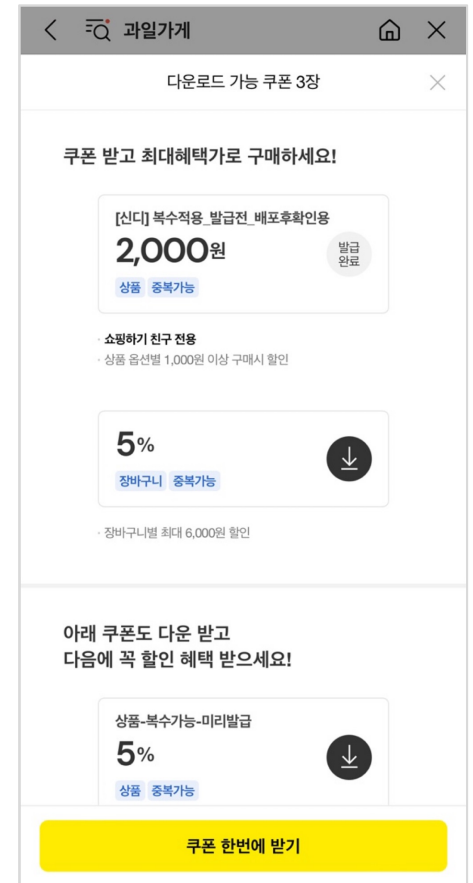 과일가게
다운로드 가능 쿠폰 3장
쿠폰 받고 최대혜택가로 구매하세요!
[신디] 복수적용_발급전_배포후확인용
2,000원
발급
완료
상품 중복가능
· 쇼핑하기 친구 전용
· 상품 옵션별 1,000원 이상 구매시 할인
5%
장바구니 중복가능
· 장바구니별 최대 6,000원 할인
아래 쿠폰도 다운 받고
다음에 꼭 할인 혜택 받으세요!
상품-복수가능-미리발급
5%
상품 중복가능
쿠폰 한번에 받기